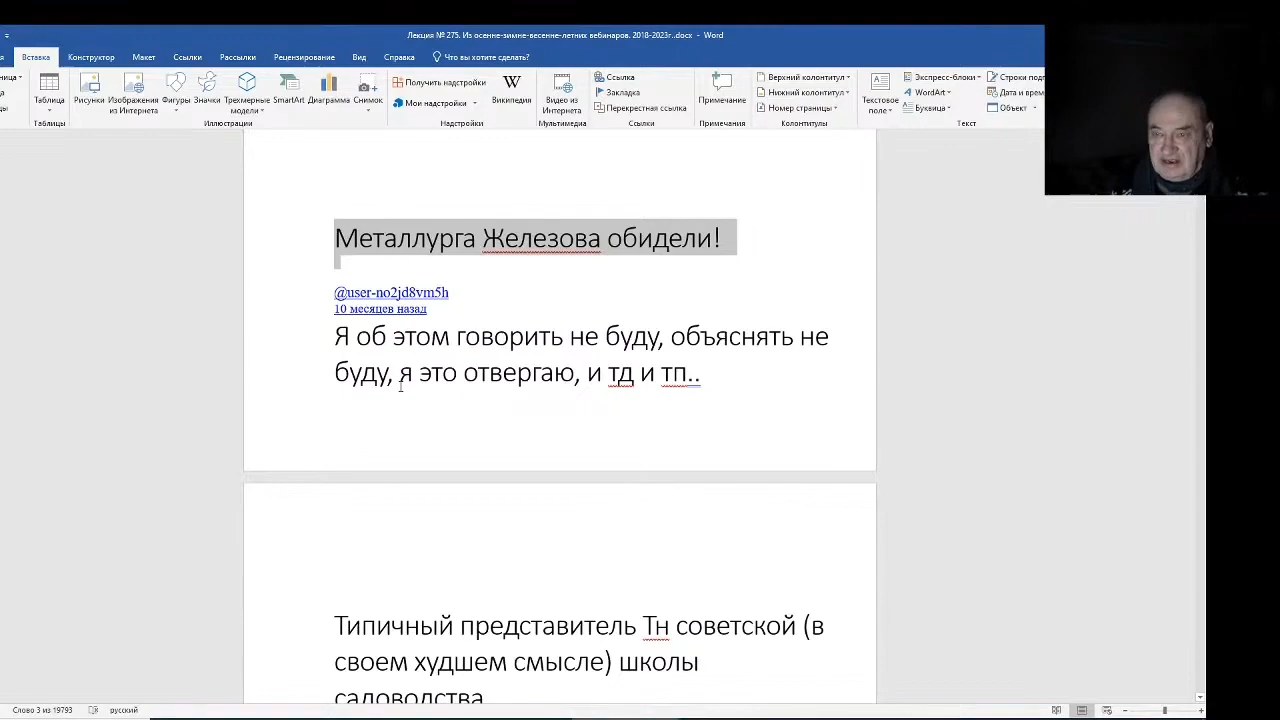 Лекция № 275. Из осенне-зимне-весенне-летних вебинаров. 2018-2023г..docx - Word
Вставка Конструктор Макет Ссылки Рассылки Рецензирование Вид Справка Что вы хотите сделать?
Таблица
Рисунки
Изображения из Интернета
Фигуры
Значки
Трехмерные модели
SmartArt
Диаграмма
Снимок
Получить надстройки
Мои надстройки
W
Википедия
Видео из Интернета
Ссылка
Закладка
Перекрестная ссылка
Примечание
Верхний колонтитул
Нижний колонтитул
Номер страницы
Текстовое поле
Экспресс-блоки
WordArt
Буквица
Дата и врем
Объект
Таблицы Иллюстрации Надстройки Мультимедиа Ссылки Примечания Колонтитулы Текст
Металлурга Железова обидели!
@user-no2jd8vm5h
10 месяцев назад
Я об этом говорить не буду, объяснять не
буду, я это отвергаю, и тд и тп..
Типичный представитель Тн советской (в
своем худшем смысле) школы
садоводства
Слово 3 из 19793 русский